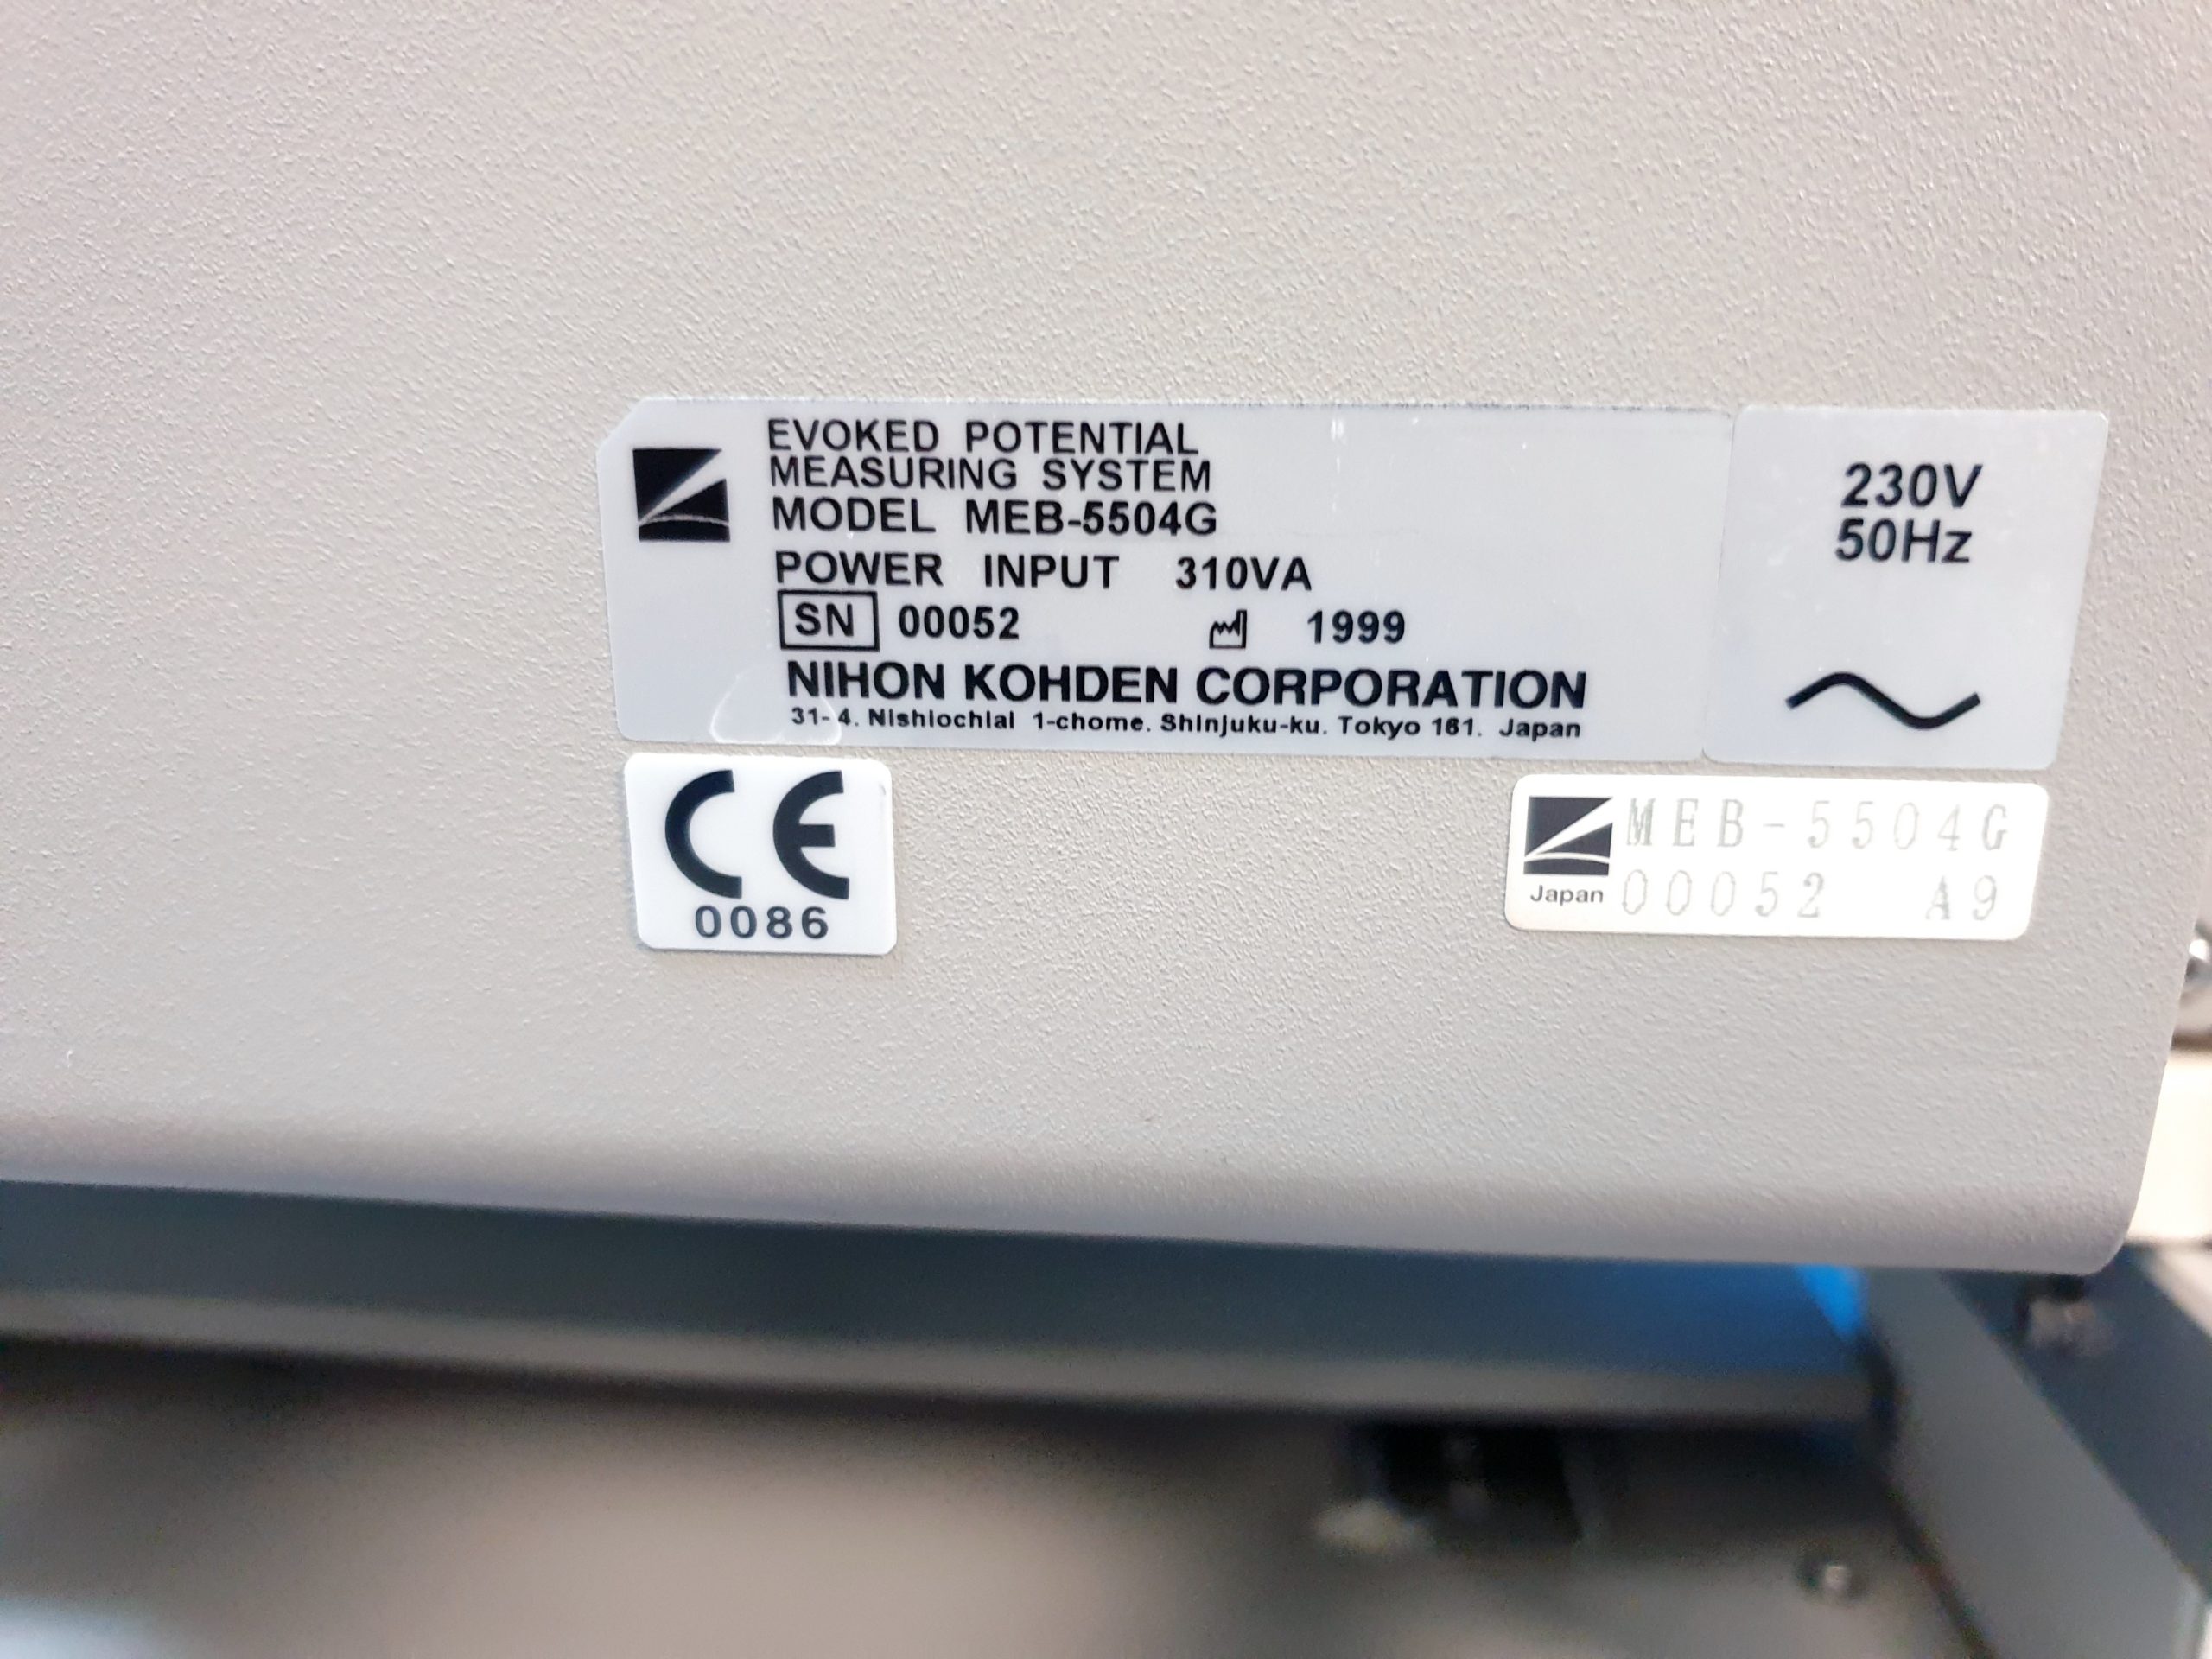 EVOKED POTENTIAL
MEASURING SYSTEM
MODEL MEB-5504G
POWER INPUT 310VA
SN 00052 1999
NIHON KOHDEN CORPORATION
31-4. Nishiochiai 1-chome. Shinjuku-ku. Tokyo 161. Japan
230V
50Hz
CE
0086
MEB-5504G
Japan 00052 A9